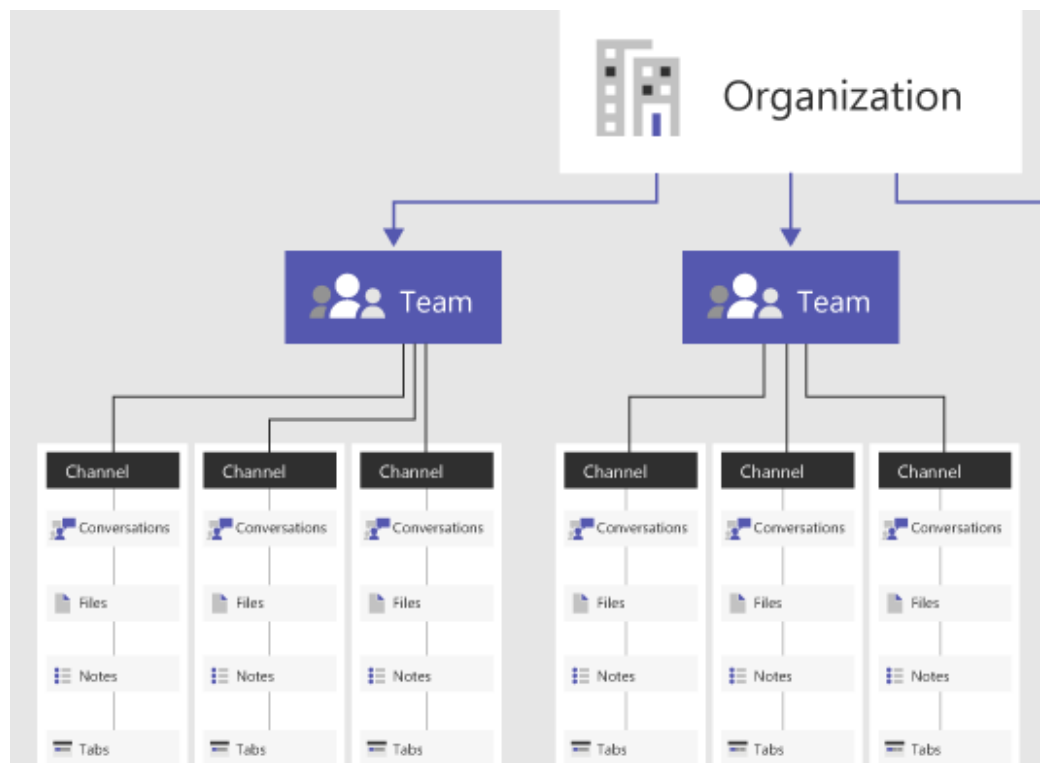 Organization
Team Team
Channel Channel Channel Channel Channel Channel
Conversations Conversations Conversations Conversations Conversations Conversations
Files Files Files Files Files Files
Notes Notes Notes Notes Notes Notes
Tabs Tabs Tabs Tabs Tabs Tabs